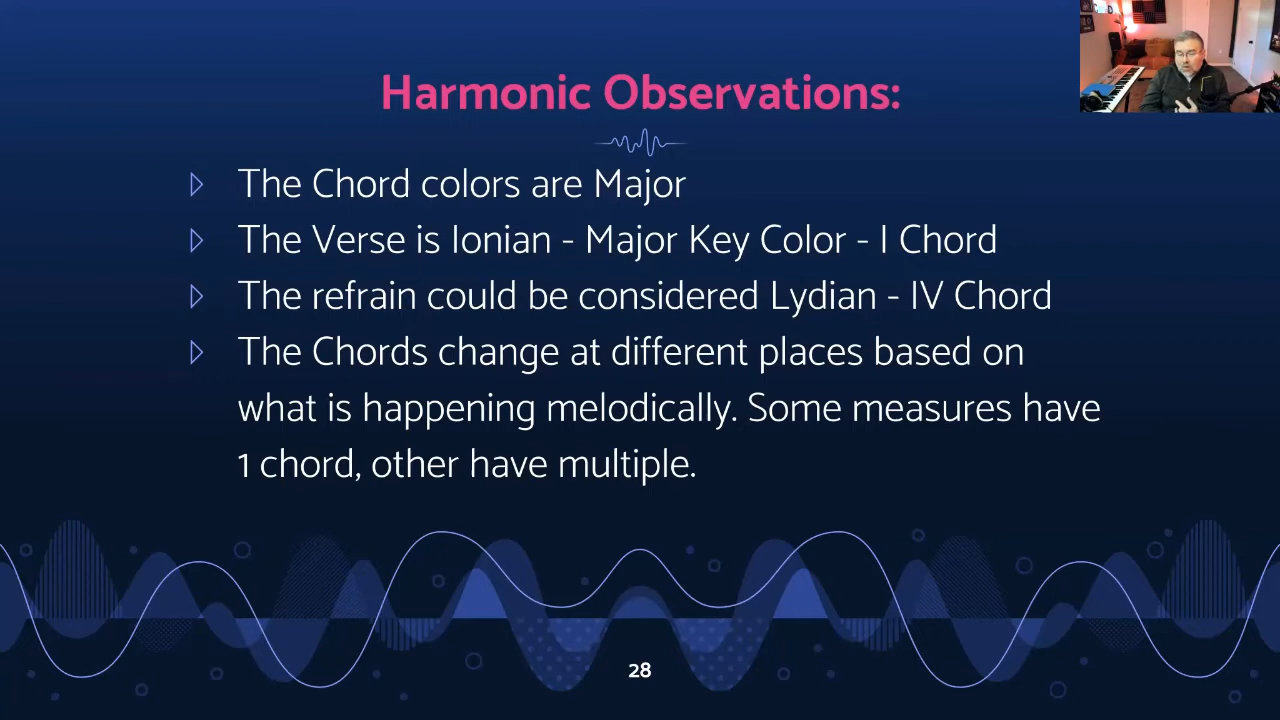 Harmonic Observations:
The Chord colors are Major
The Verse is Ionian - Major Key Color - I Chord
The refrain could be considered Lydian - IV Chord
The Chords change at different places based on
what is happening melodically. Some measures have
1 chord, other have multiple.
28